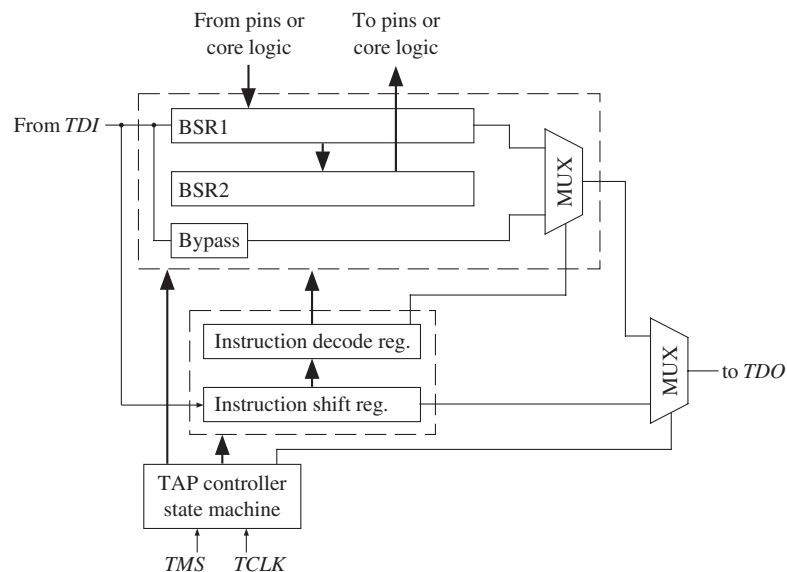 From pins or
core logic
To pins or
core logic
From TDI
BSR1
BSR2
Bypass
MUX
Instruction decode reg.
Instruction shift reg.
MUX
to TDO
TAP controller
state machine
TMS
TCLK